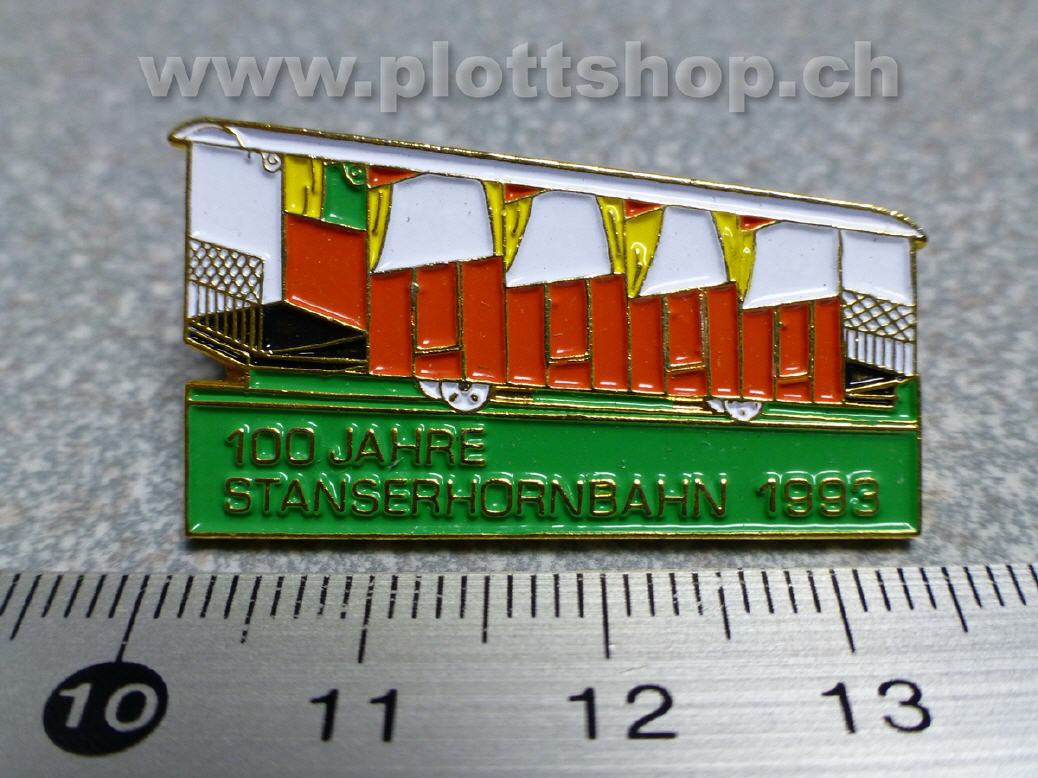 www.plottshop.ch
100 JAHRE
STANSERHORNBAHN 1993
10 11 12 13